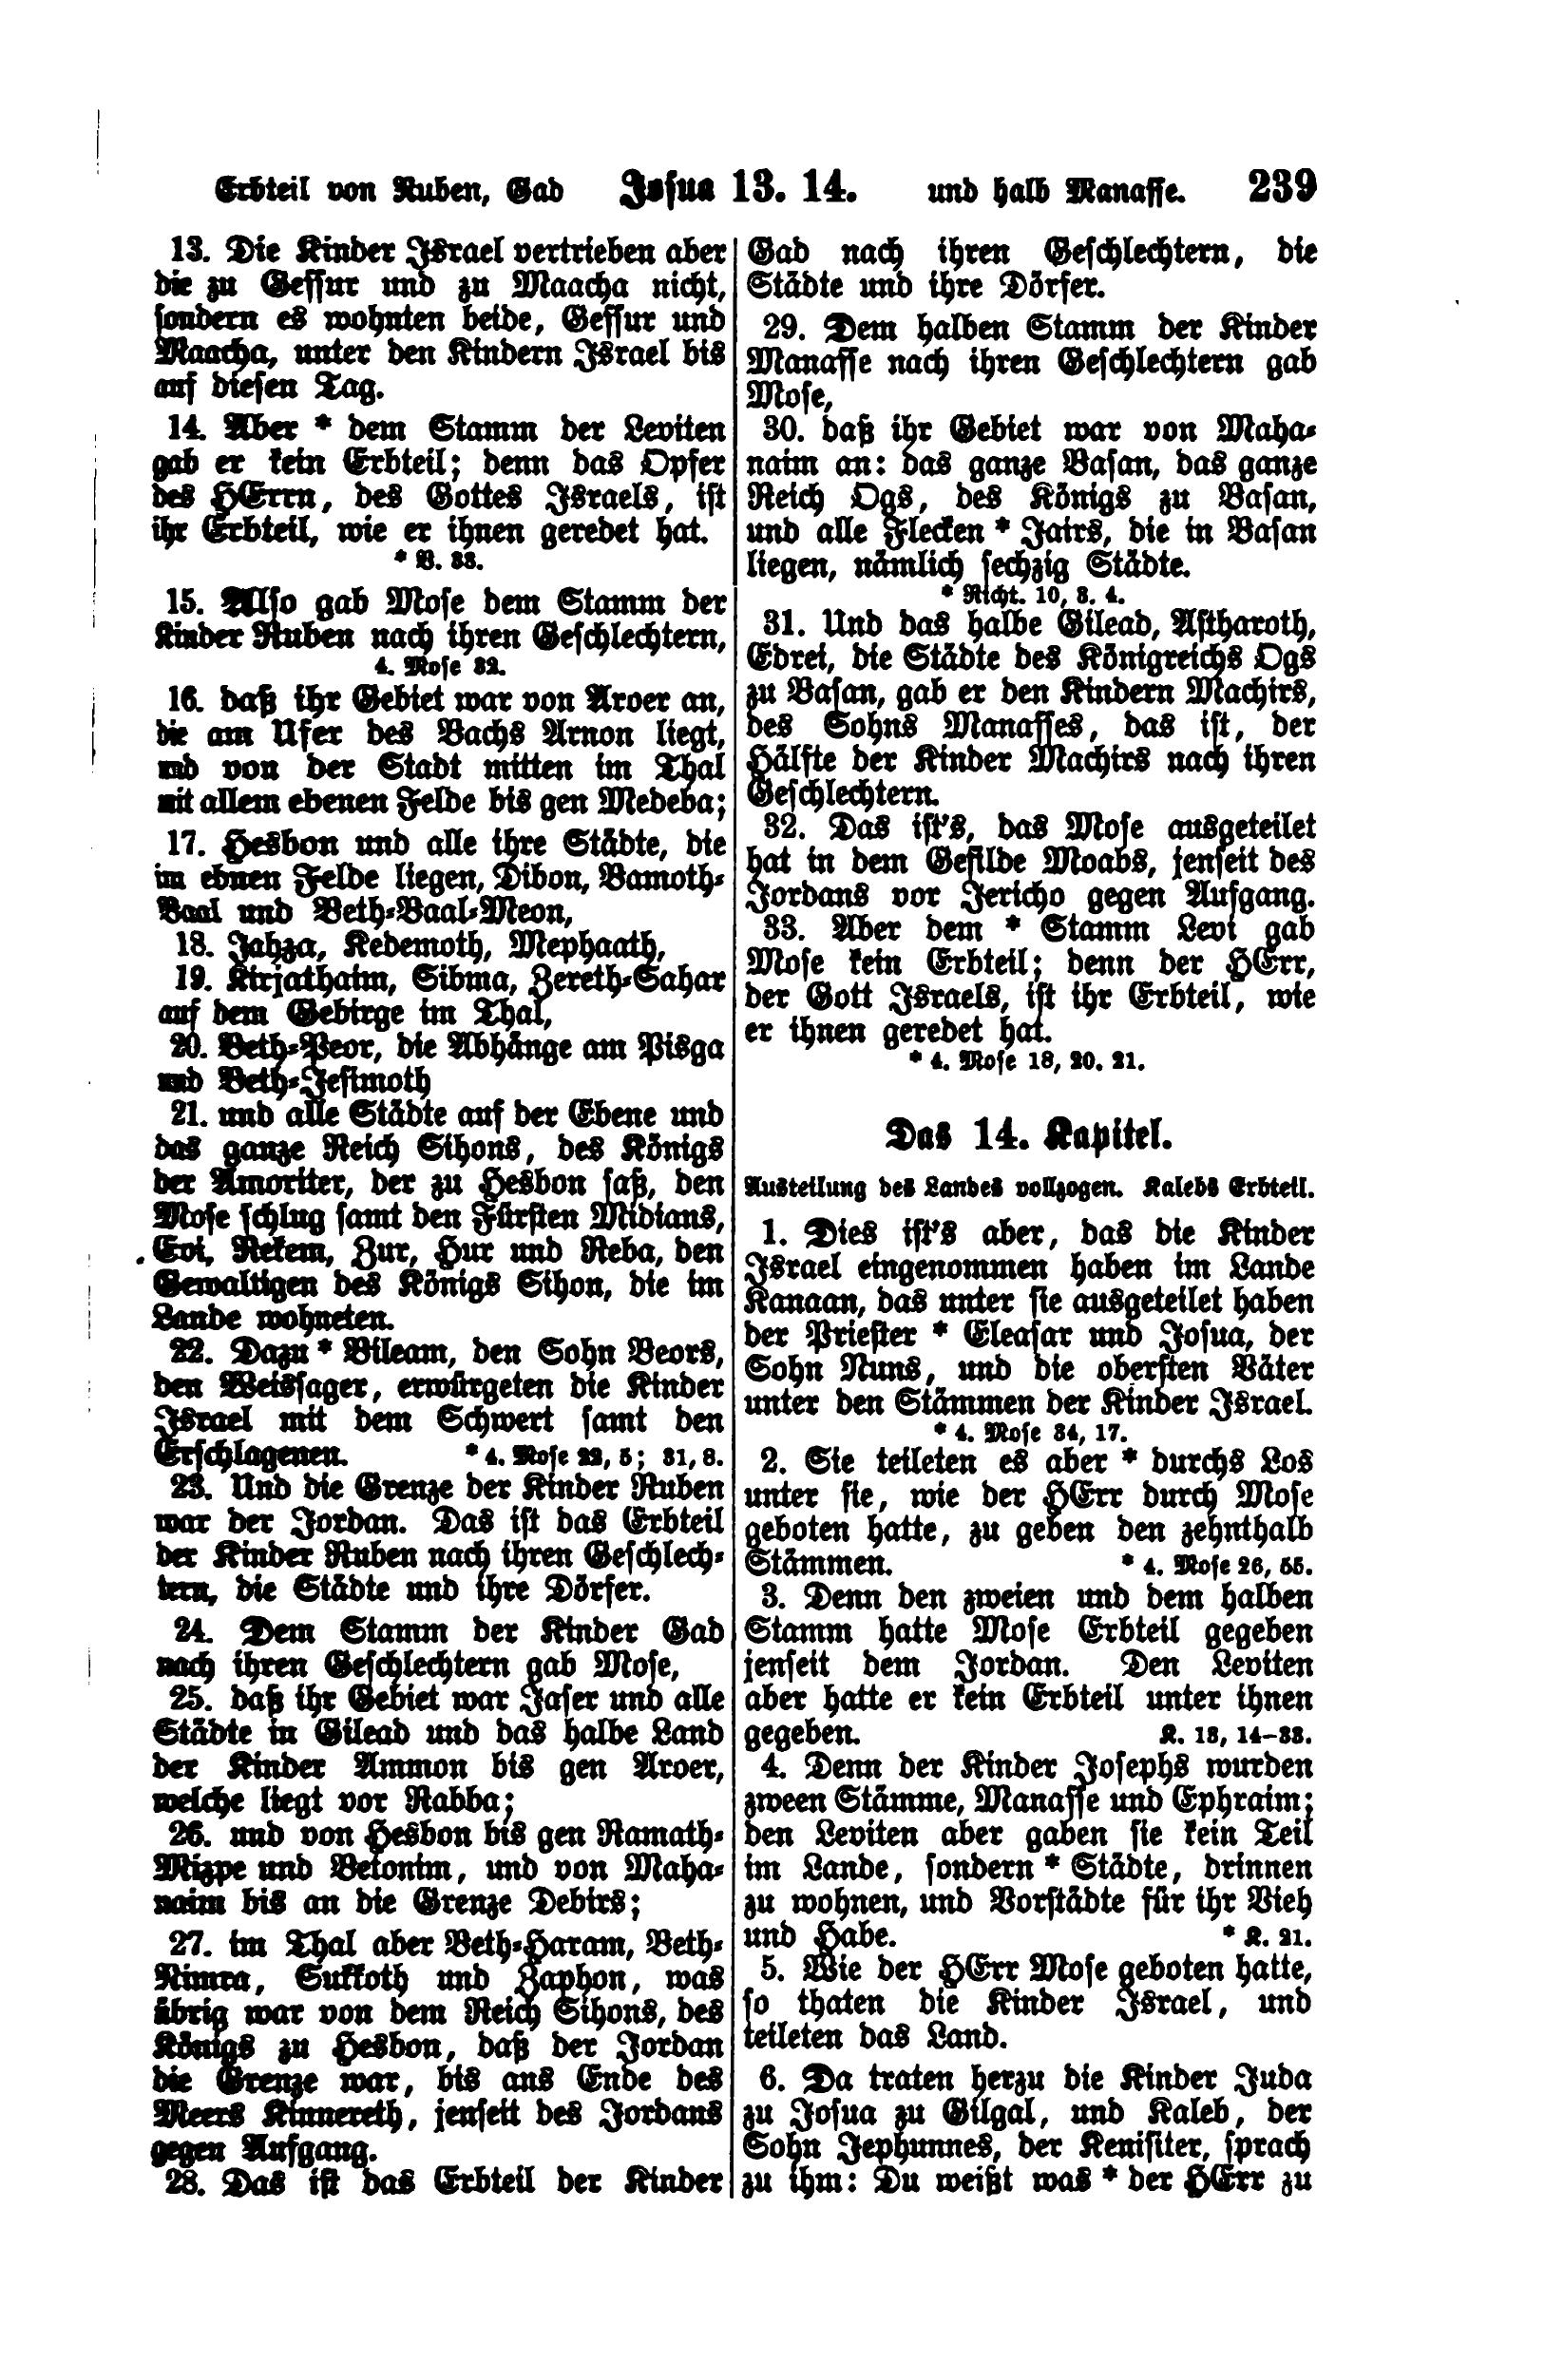 Erbteil von Ruben, Gad Josua 13. 14. und halb Manasse. 239
13. Die Kinder Israel vertrieben aber
die zu Gessur und zu Maacha nicht,
sondern es wohnten beide, Gessur und
Maacha, unter den Kindern Israel bis
auf diesen Tag.
14. Aber * dem Stamm der Leviten
gab er kein Erbteil; denn das Opfer
des HErrn, des Gottes Israels, ist
ihr Erbteil, wie er ihnen geredet hat.
* V. 33.
15. Also gab Mose dem Stamm der
Kinder Ruben nach ihren Geschlechtern,
4. Mose 32.
16. daß ihr Gebiet war von Aroer an,
die am Ufer des Bachs Arnon liegt,
und von der Stadt mitten im Thal
mit allem ebenen Felde bis gen Medeba;
17. Hesbon und alle ihre Städte, die
im ebnen Felde liegen, Dibon, Bamoth-
Baal und Beth-Baal-Meon,
18. Jahza, Kedemoth, Mephaath,
19. Kirjathaim, Sibma, Zereth-Sahar
auf dem Gebirge im Thal,
20. Beth-Peor, die Abhänge am Pisga
und Beth-Jesimoth
21. und alle Städte auf der Ebene und
das ganze Reich Sihons, des Königs
der Amoriter, der zu Hesbon saß, den
Mose schlug samt den Fürsten Midians,
Evi, Rekem, Zur, Hur und Reba, den
Gewaltigen des Königs Sihon, die im
Lande wohneten.
22. Dazu * Bileam, den Sohn Beors,
den Weissager, erwürgeten die Kinder
Israel mit dem Schwert samt den
Erschlagenen. * 4. Mose 22, 5; 31, 8.
23. Und die Grenze der Kinder Ruben
war der Jordan. Das ist das Erbteil
der Kinder Ruben nach ihren Geschlech-
tern, die Städte und ihre Dörfer.
24. Dem Stamm der Kinder Gad
nach ihren Geschlechtern gab Mose,
25. daß ihr Gebiet war Jaser und alle
Städte in Gilead und das halbe Land
der Kinder Ammon bis gen Aroer,
welche liegt vor Rabba;
26. und von Hesbon bis gen Ramath-
Mizpe und Betonim, und von Maha-
naim bis an die Grenze Debirs;
27. im Thal aber Beth-Haram, Beth-
Nimra, Sukkoth und Zaphon, was
übrig war von dem Reich Sihons, des
Königs zu Hesbon, daß der Jordan
die Grenze war, bis ans Ende des
Meers Kinnereth, jenseit des Jordans
gegen Aufgang.
28. Das ist das Erbteil der Kinder
Gad nach ihren Geschlechtern, die
Städte und ihre Dörfer.
29. Dem halben Stamm der Kinder
Manasse nach ihren Geschlechtern gab
Mose,
30. daß ihr Gebiet war von Maha-
naim an: das ganze Basan, das ganze
Reich Ogs, des Königs zu Basan,
und alle Flecken * Jairs, die in Basan
liegen, nämlich sechzig Städte.
* Richt. 10, 3. 4.
31. Und das halbe Gilead, Astharoth,
Edrei, die Städte des Königreichs Ogs
zu Basan, gab er den Kindern Machirs,
des Sohns Manasses, das ist, der
Hälfte der Kinder Machirs nach ihren
Geschlechtern.
32. Das ist's, das Mose ausgeteilet
hat in dem Gefilde Moabs, jenseit des
Jordans vor Jericho gegen Aufgang.
33. Aber dem * Stamm Levi gab
Mose kein Erbteil; denn der HErr,
der Gott Israels, ist ihr Erbteil, wie
er ihnen geredet hat.
* 4. Mose 18, 20. 21.
Das 14. Kapitel.
Austeilung des Landes vollzogen. Kalebs Erbteil.
1. Dies ist's aber, das die Kinder
Israel eingenommen haben im Lande
Kanaan, das unter sie ausgeteilet haben
der Priester * Eleasar und Josua, der
Sohn Nuns, und die obersten Väter
unter den Stämmen der Kinder Israel.
* 4. Mose 34, 17.
2. Sie teileten es aber * durchs Los
unter sie, wie der HErr durch Mose
geboten hatte, zu geben den zehnthalb
Stämmen. * 4. Mose 26, 55.
3. Denn den zweien und dem halben
Stamm hatte Mose Erbteil gegeben
jenseit dem Jordan. Den Leviten
aber hatte er kein Erbteil unter ihnen
gegeben. K. 13, 14-33.
4. Denn der Kinder Josephs wurden
zween Stämme, Manasse und Ephraim;
den Leviten aber gaben sie kein Teil
im Lande, sondern * Städte, drinnen
zu wohnen, und Vorstädte für ihr Vieh
und Habe. * K. 21.
5. Wie der HErr Mose geboten hatte,
so thaten die Kinder Israel, und
teileten das Land.
6. Da traten herzu die Kinder Juda
zu Josua zu Gilgal, und Kaleb, der
Sohn Jephunnes, der Kenisiter, sprach
zu ihm: Du weißt was * der HErr zu